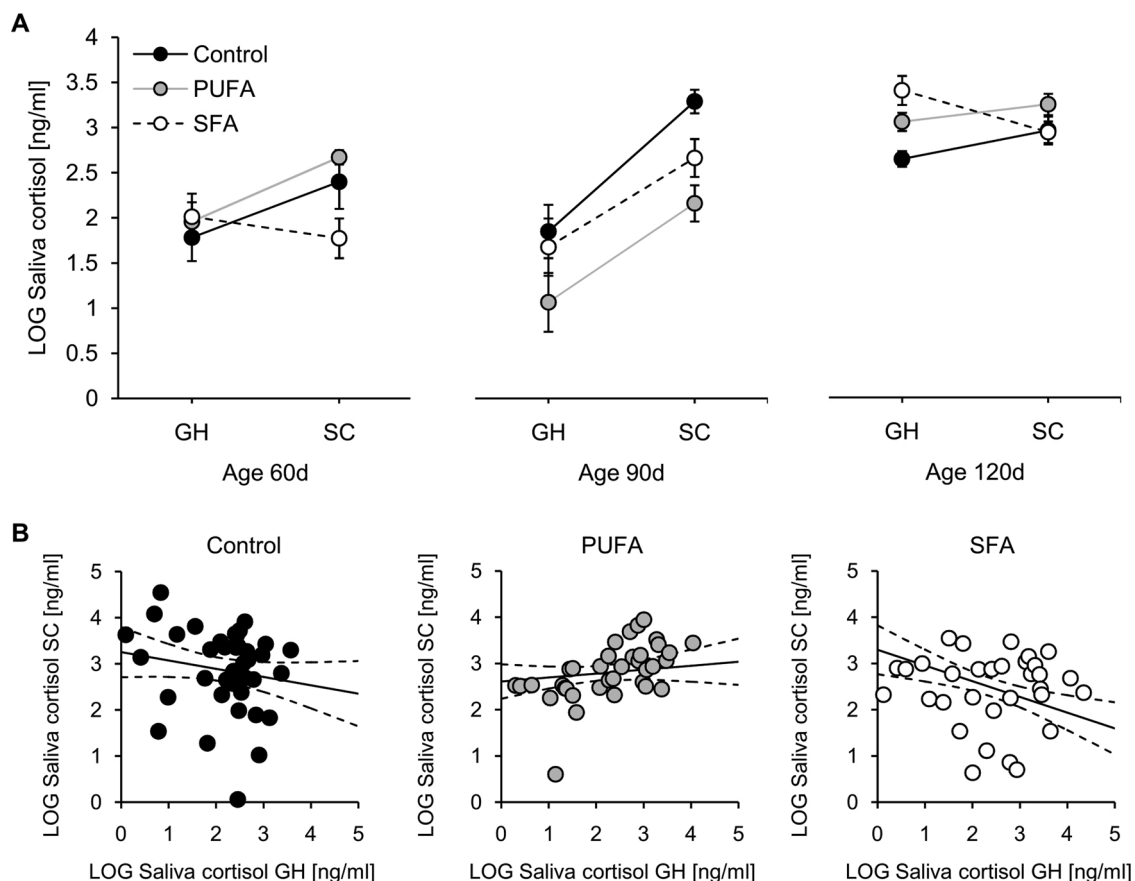 A
LOG Saliva cortisol [ng/ml]
4
3.5
3
2.5
2
1.5
1
0.5
0
Control
PUFA
SFA
GH SC
Age 60d
GH SC
Age 90d
GH SC
Age 120d
B
Control
LOG Saliva cortisol SC [ng/ml]
5
4
3
2
1
0
0 1 2 3 4 5
LOG Saliva cortisol GH [ng/ml]
PUFA
LOG Saliva cortisol SC [ng/ml]
5
4
3
2
1
0
0 1 2 3 4 5
LOG Saliva cortisol GH [ng/ml]
SFA
LOG Saliva cortisol SC [ng/ml]
5
4
3
2
1
0
0 1 2 3 4 5
LOG Saliva cortisol GH [ng/ml]